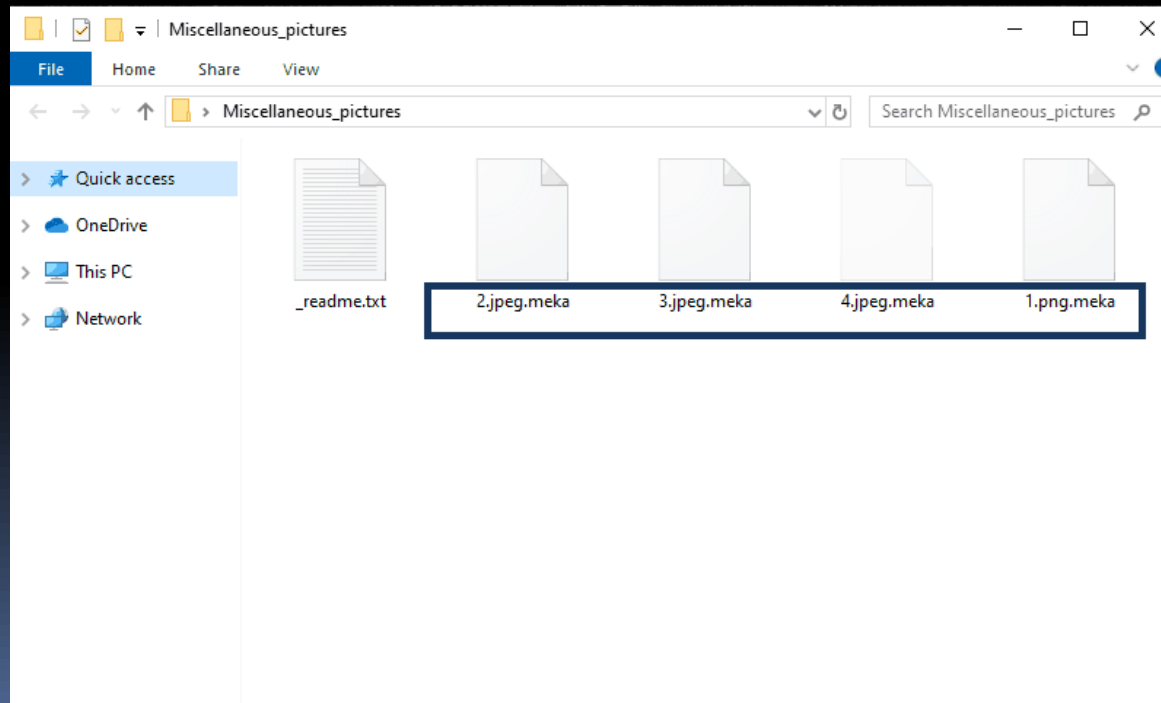 Miscellaneous_pictures
File Home Share View
Miscellaneous_pictures
Search Miscellaneous_pictures
Quick access
OneDrive
This PC
Network
_readme.txt
2.jpeg.meka
3.jpeg.meka
4.jpeg.meka
1.png.meka